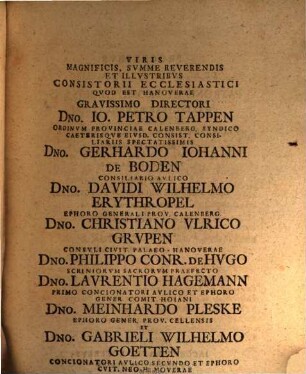 VIRIS
MAGNIFICIS, SVMME REVERENDIS
ET ILLVSTRIBVS
CONSISTORII ECCLESIASTICI
QVOD EST HANOVERAE
GRAVISSIMO DIRECTORI
DNO. IO. PETRO TAPPEN
ORDINVM PROVINCIAE CALENBERG. SYNDICO
CAETERISQVE EIVSD. CONSIST. CONSI-
LIARIIS SPECTATISSIMIS
DNO. GERHARDO IOHANNI
DE BODEN
CONSILIARIO AVLICO
DNO. DAVIDI WILHELMO
ERYTHROPEL
EPHORO GENERALI PROV. CALENBERG.
DNO. CHRISTIANO VLRICO
GRVPEN
CONSVLI CIVIT. PALAEO-HANOVERAE
DNO. PHILIPPO CONR. DE HVGO
SCRINIORVM SACRORVM PRAEFECTO
DNO. LAVRENTIO HAGEMANN
PRIMO CONCIONATORI AVLICO ET EPHORO
GENER. COMIT. HOIANI
DNO. MEINHARDO PLESKE
EPHORO GENER. PROV. CELLENSIS
ET
DNO. GABRIELI WILHELMO
GOETTEN
CONCIONATORI AVLICO SECVNDO ET EPHORO
CVIT. NEO-HANOVERAE